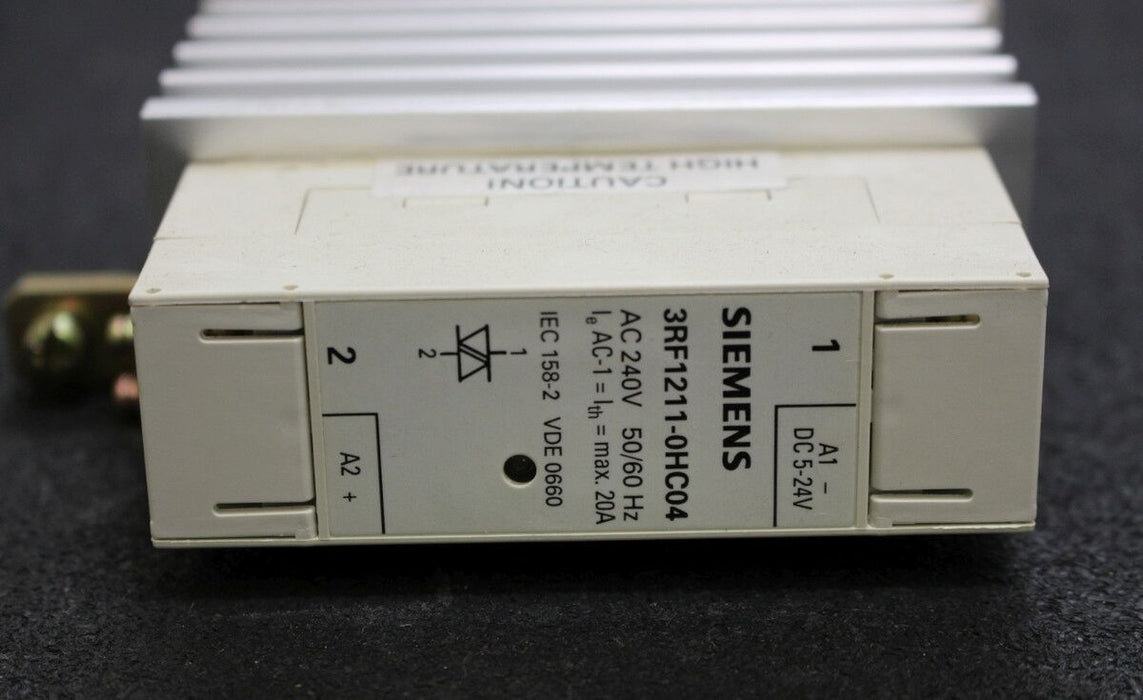 CAUTION!
HIGH TEMPERATURE
1
A1 –
DC 5-24V
SIEMENS
3RF1211-0HC04
AC 240V 50/60 Hz
Ie AC-1 = Ith = max. 20A
IEC 158-2 VDE 0660
1
2
2
A2 +